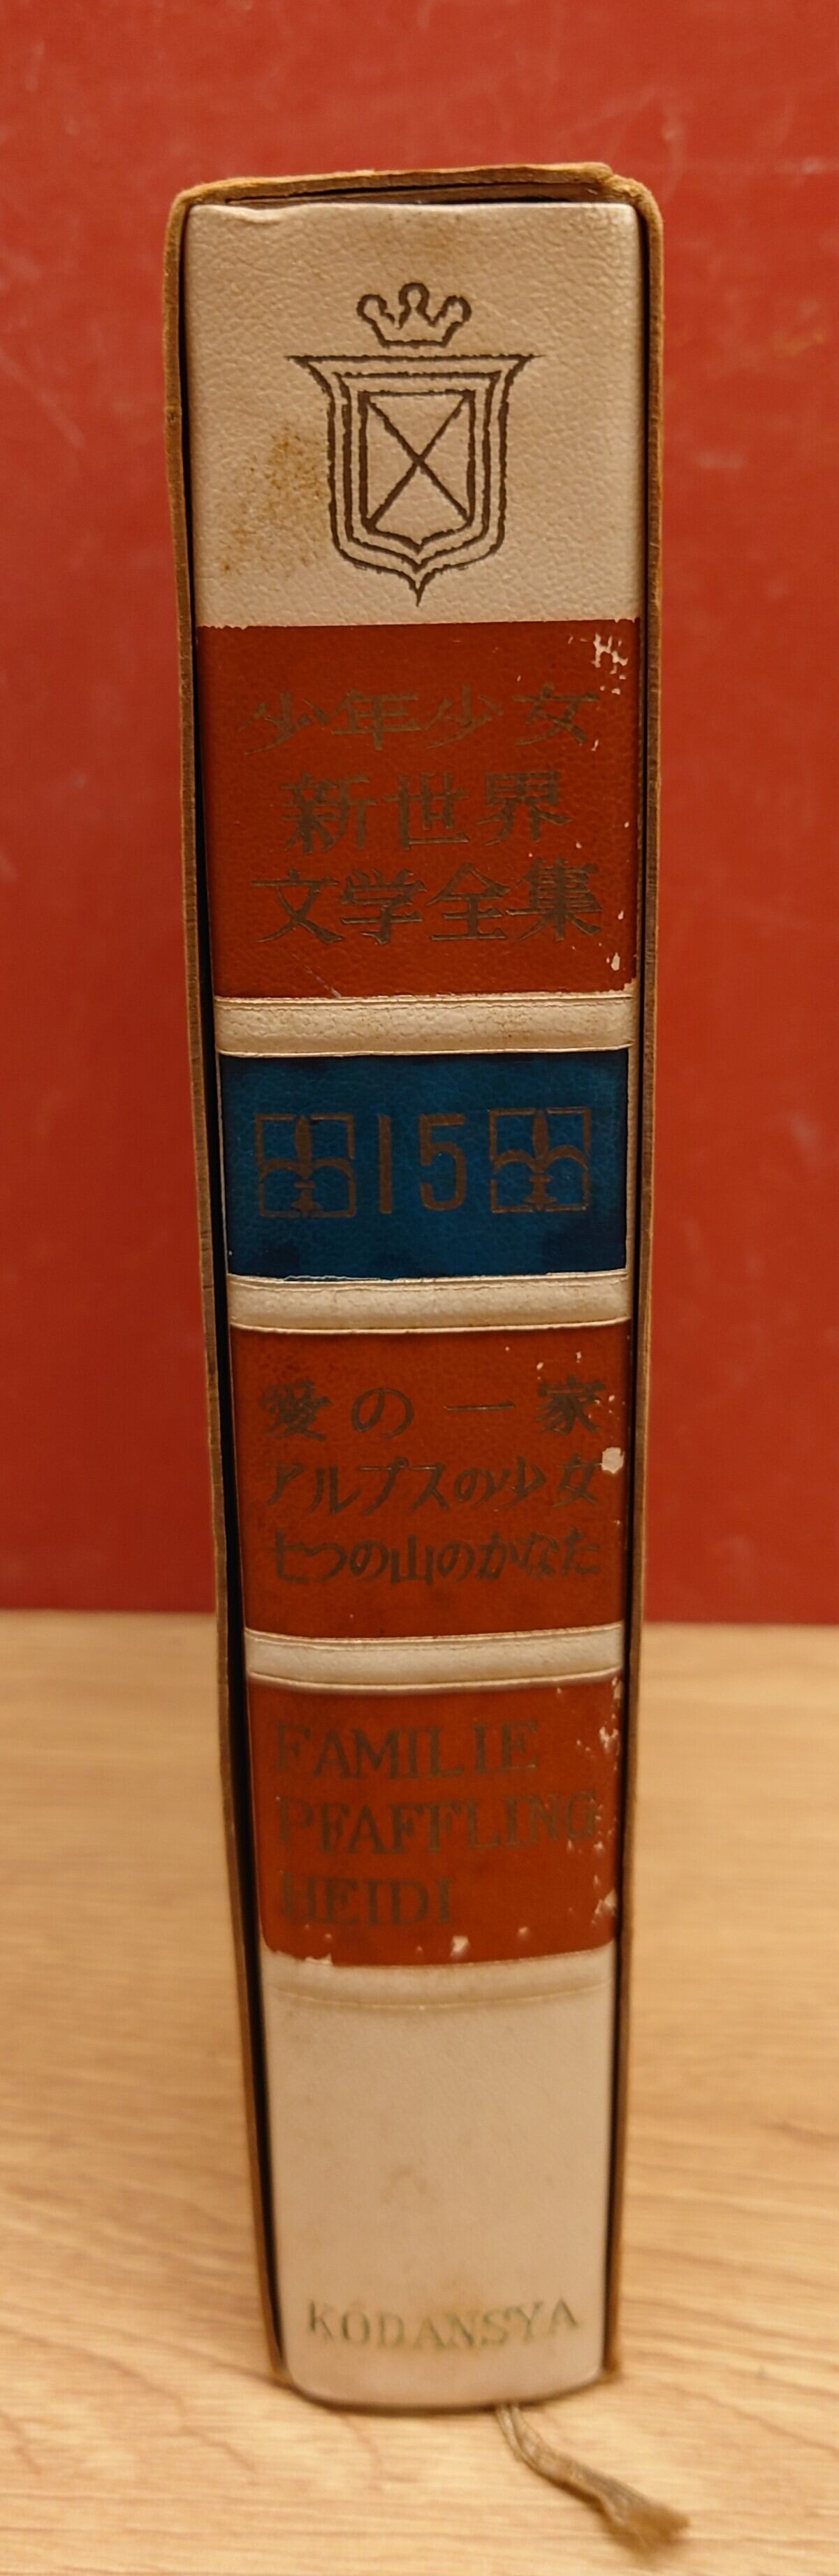 少年少女
新世界
文学全集
15
愛の一家
アルプスの少女
七つの山のかなた
FAMILIE
PFAFFLING
HEIDI
KODANSYA